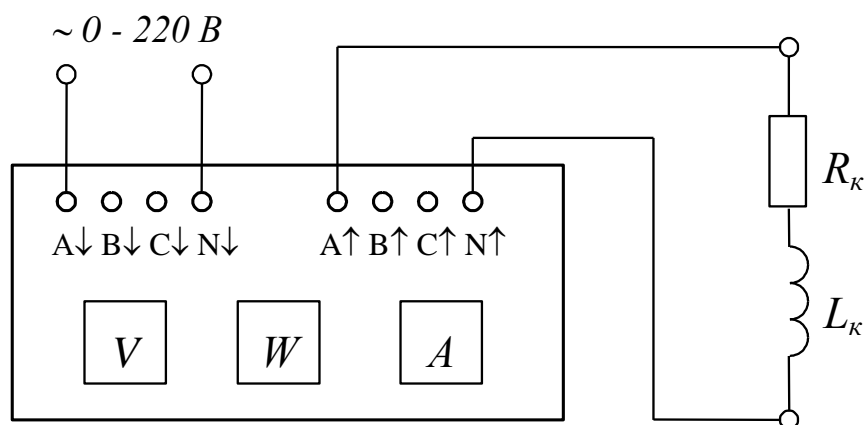 ~ 0 - 220 В
A↓ B↓ C↓ N↓
A↑ B↑ C↑ N↑
Rк
Lк
V W A